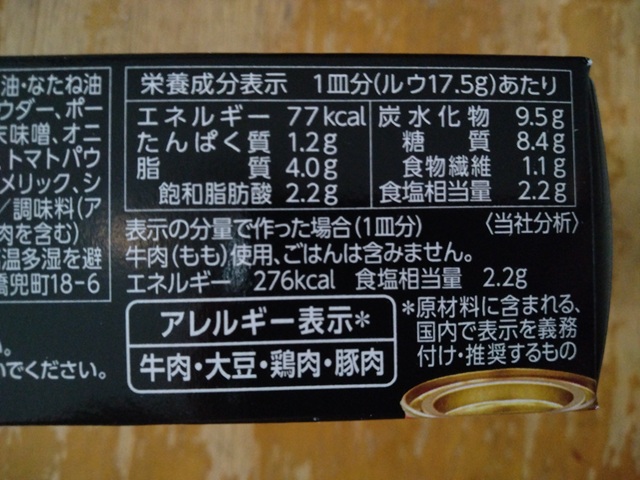 油・なたね油
ウダー、ポー
末味噌、オニ
、トマトパウ
メリック、シ
／調味料(ア
肉を含む)
温多湿を避
橋兜町18-6
い。
いでください。
栄養成分表示 1皿分(ルウ17.5g)あたり
エネルギー 77kcal
たんぱく質 1.2g
脂質 4.0g
飽和脂肪酸 2.2g
炭水化物 9.5g
糖質 8.4g
食物繊維 1.1g
食塩相当量 2.2g
表示の分量で作った場合(1皿分) 〈当社分析〉
牛肉(もも)使用、ごはんは含みません。
エネルギー 276kcal 食塩相当量 2.2g
アレルギー表示*
牛肉・大豆・鶏肉・豚肉
*原材料に含まれる、
国内で表示を義務
付け・推奨するもの